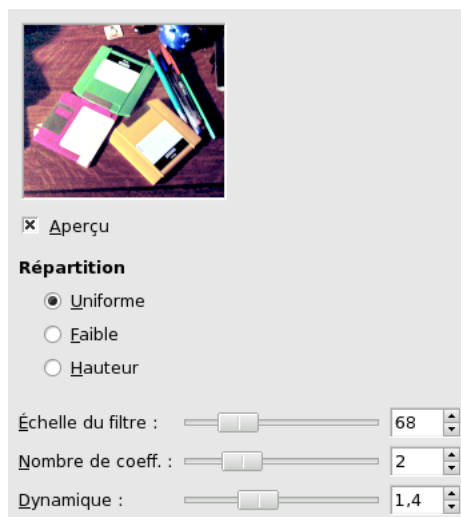 Aperçu
Répartition
Uniforme
Faible
Hauteur
Échelle du filtre : 68
Nombre de coeff. : 2
Dynamique : 1,4